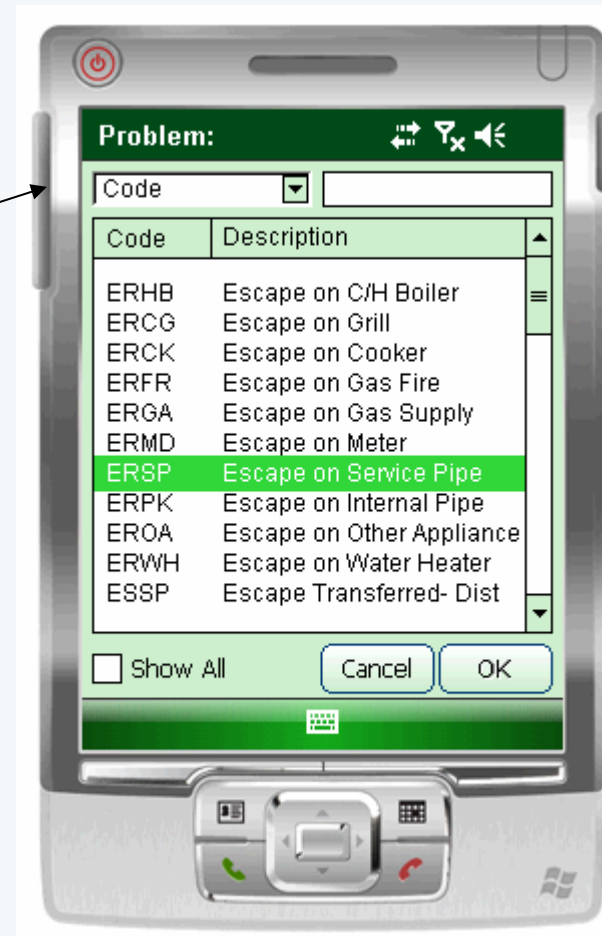 Problem:
Code
Code Description
ERHB Escape on C/H Boiler
ERCG Escape on Grill
ERCK Escape on Cooker
ERFR Escape on Gas Fire
ERGA Escape on Gas Supply
ERMD Escape on Meter
ERSP Escape on Service Pipe
ERPK Escape on Internal Pipe
EROA Escape on Other Appliance
ERWH Escape on Water Heater
ESSP Escape Transferred- Dist
Show All Cancel OK